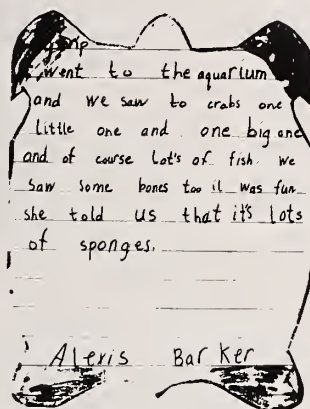 went to the aquarium
and we saw to crabs one
little one and one big one
and of course Lot's of fish we
saw some bones too it was fun
she told us that it's lots
of sponges.
Alexis Barker